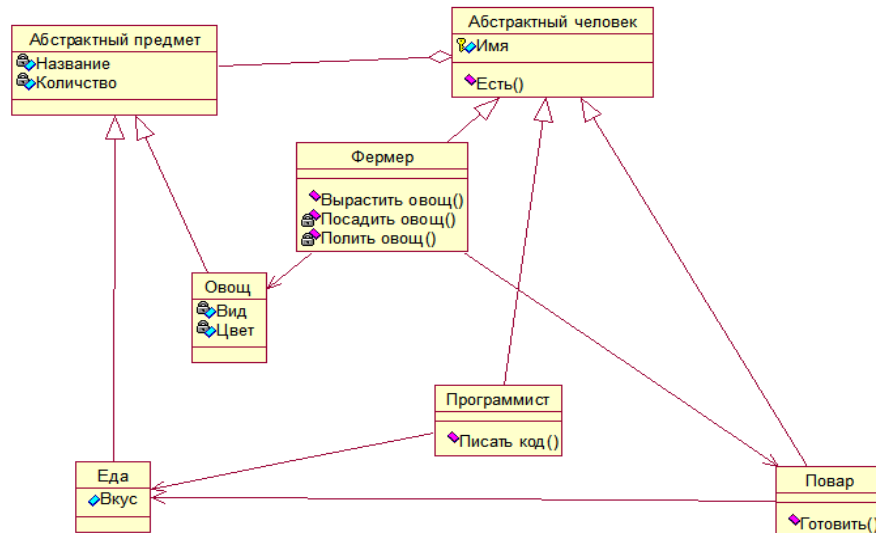 Абстрактный предмет
Название
Количство
Абстрактный человек
Имя
Есть()
Фермер
Вырастить овощ()
Посадить овощ()
Полить овощ()
Овощ
Вид
Цвет
Программист
Писать код()
Еда
Вкус
Повар
Готовить()